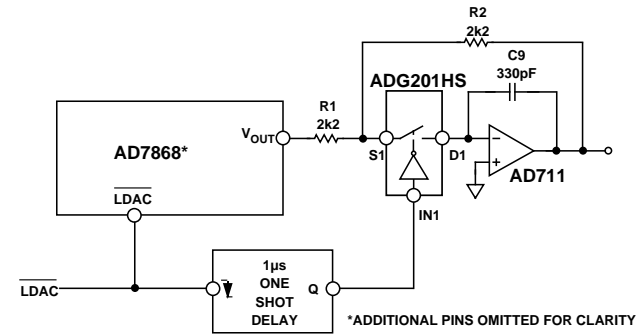 R2
2k2
C9
330pF
ADG201HS
R1
2k2
VOUT
S1
D1
–
+
AD7868*
AD711
LDAC
IN1
1µs
ONE
SHOT
DELAY
Q
LDAC
*ADDITIONAL PINS OMITTED FOR CLARITY